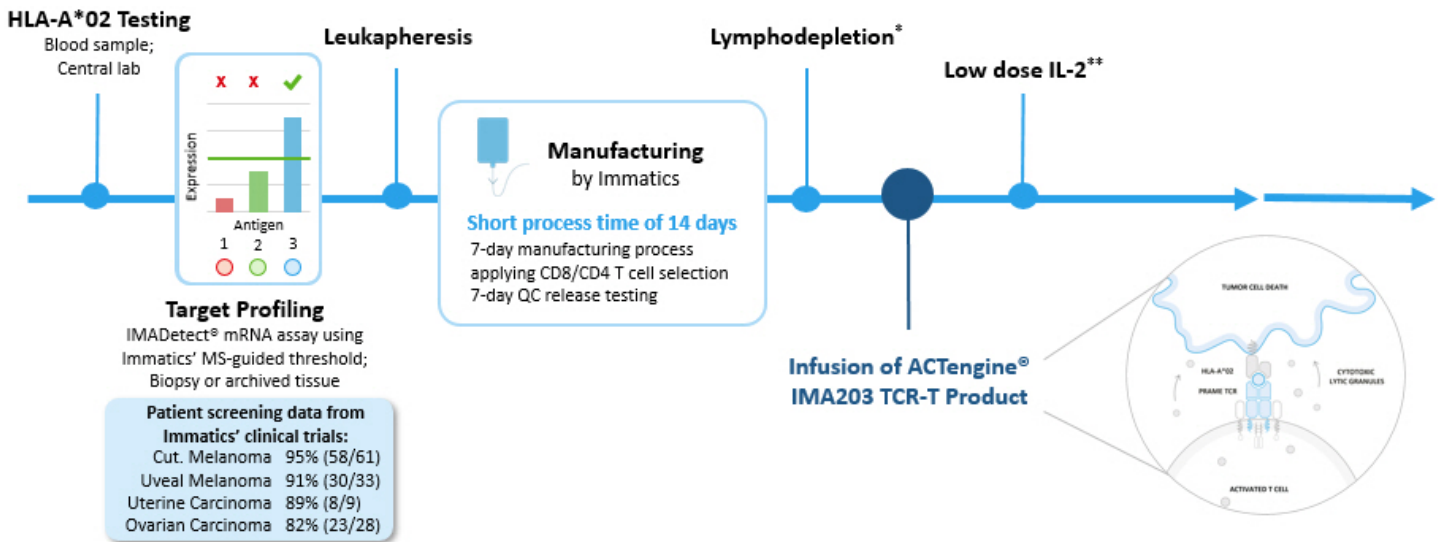 HLA-A*02 Testing
Blood sample;
Central lab
X X
Expression
Antigen
1 2 3
Target Profiling
IMADetect® mRNA assay using
Immatics’ MS-guided threshold;
Biopsy or archived tissue
Patient screening data from
Immatics’ clinical trials:
Cut. Melanoma 95% (58/61)
Uveal Melanoma 91% (30/33)
Uterine Carcinoma 89% (8/9)
Ovarian Carcinoma 82% (23/28)
Leukapheresis
Manufacturing
by Immatics
Short process time of 14 days
7-day manufacturing process
applying CD8/CD4 T cell selection
7-day QC release testing
Lymphodepletion*
Infusion of ACTengine®
IMA203 TCR-T Product
Low dose IL-2**
TUMOR CELL DEATH
HLA-A*02
PRAME TCR
CYTOTOXIC
LYTIC GRANULES
ACTIVATED T CELL